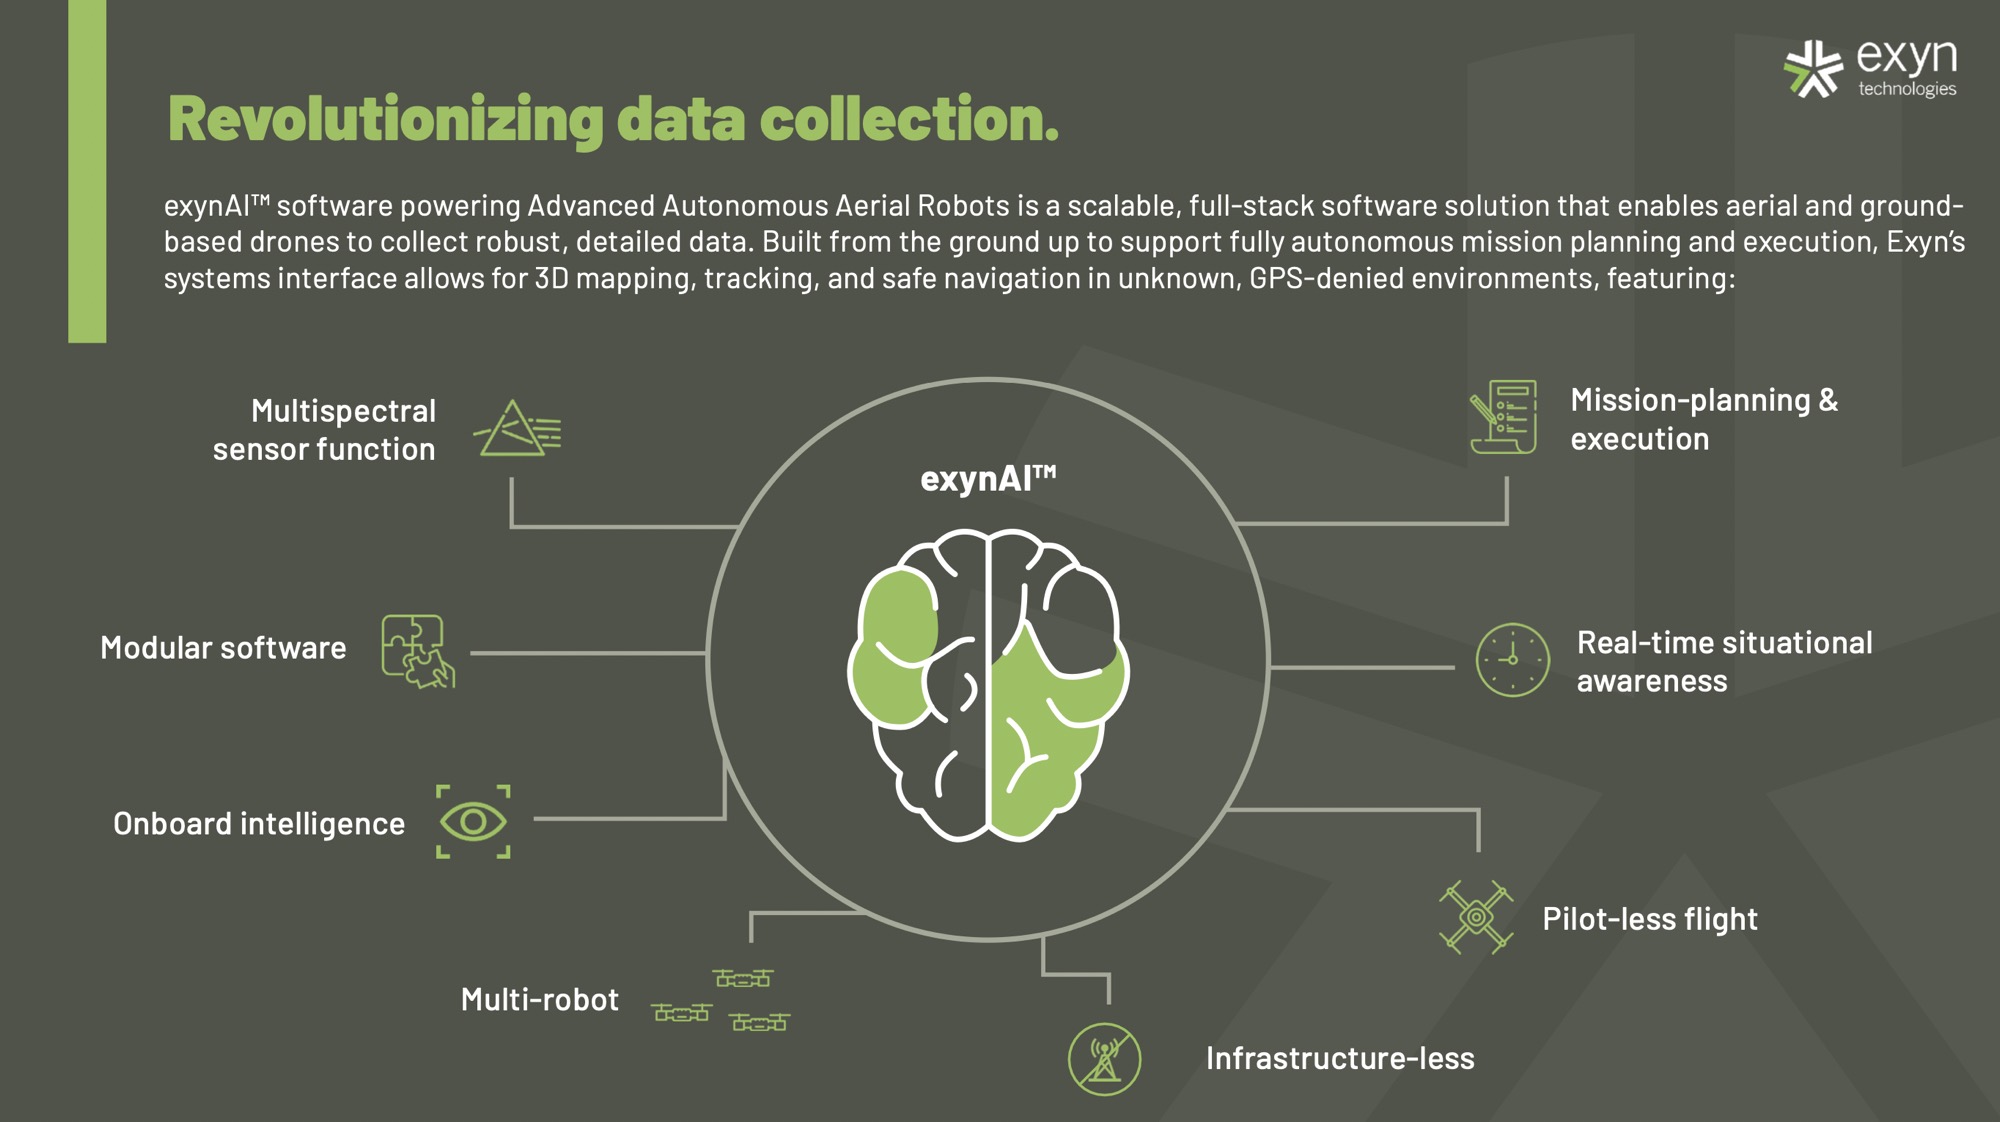 exyn
technologies
Revolutionizing data collection.
exynAI™ software powering Advanced Autonomous Aerial Robots is a scalable, full-stack software solution that enables aerial and ground-
based drones to collect robust, detailed data. Built from the ground up to support fully autonomous mission planning and execution, Exyn's
systems interface allows for 3D mapping, tracking, and safe navigation in unknown, GPS-denied environments, featuring:
Multispectral
sensor function
Mission-planning &
execution
exynAI™
Modular software
Real-time situational
awareness
Onboard intelligence
Pilot-less flight
Multi-robot
Infrastructure-less